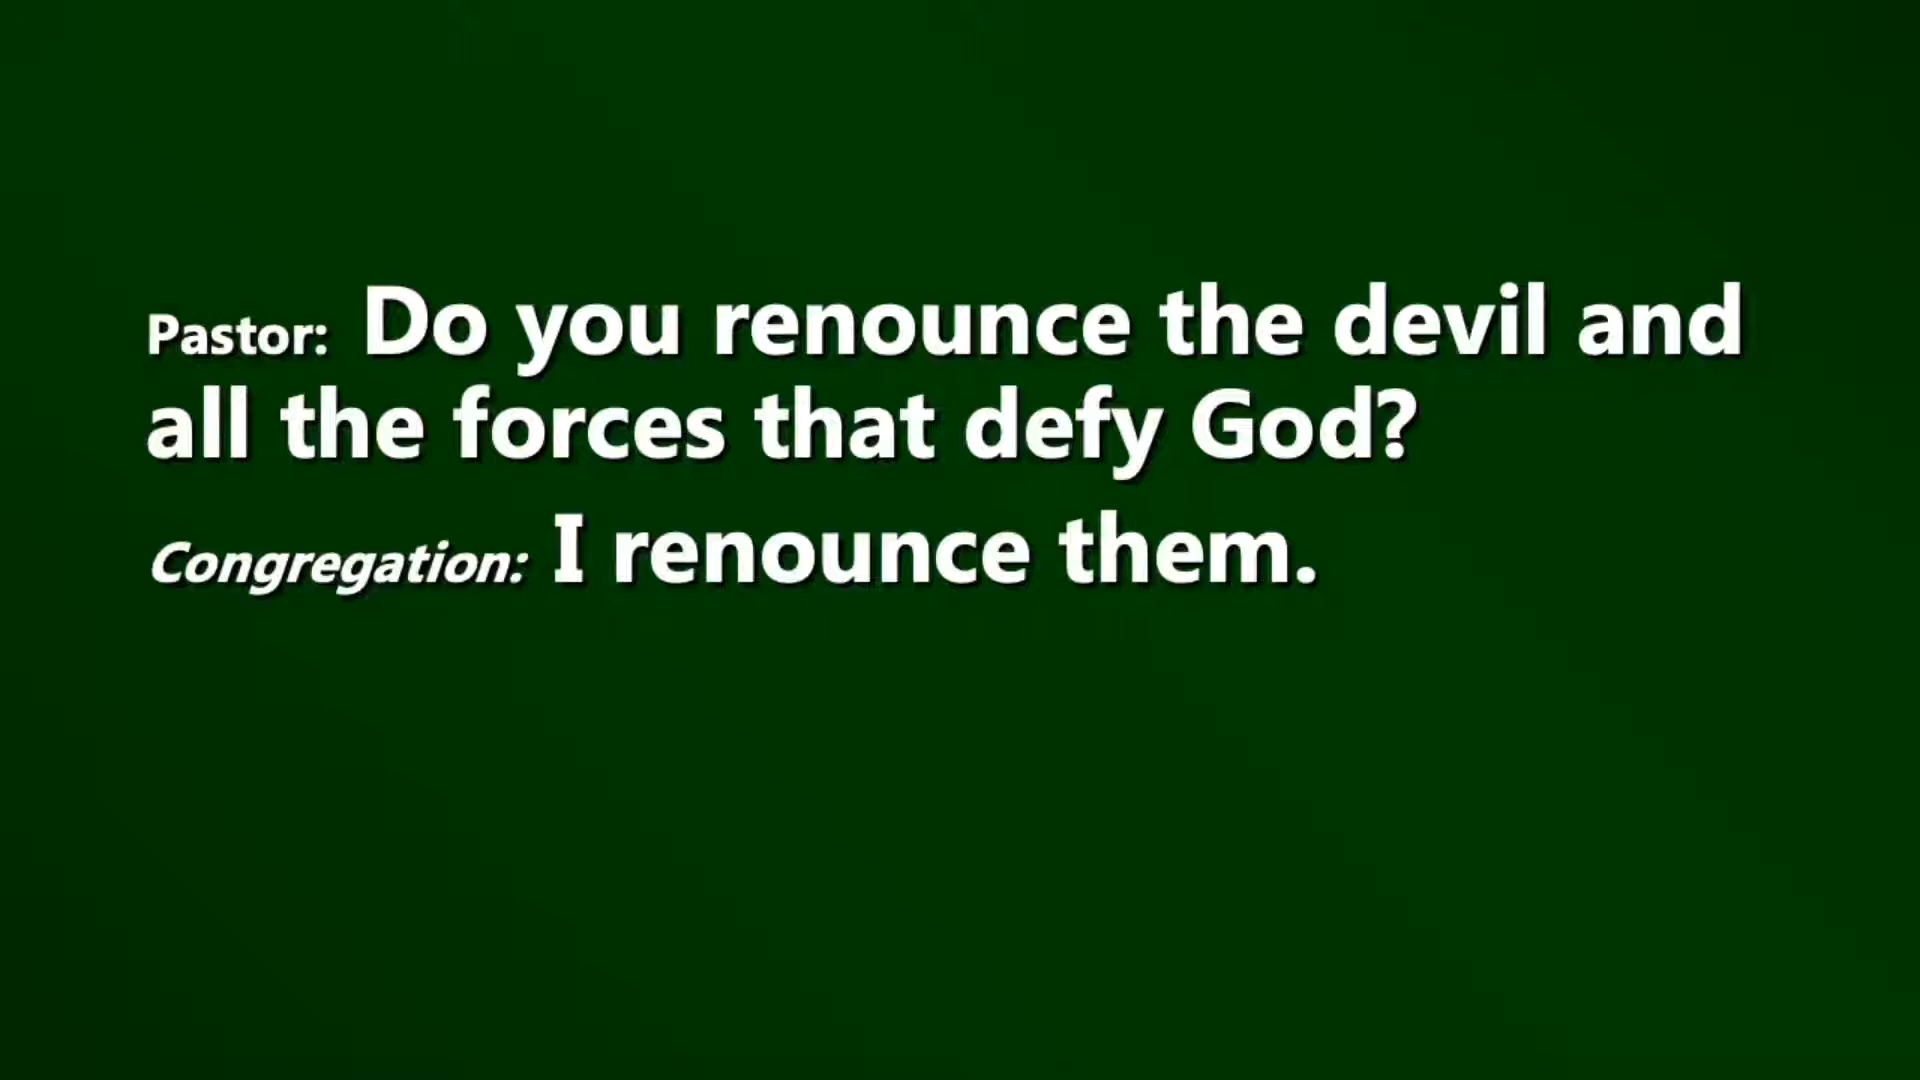 Pastor: Do you renounce the devil and
all the forces that defy God?
Congregation: I renounce them.